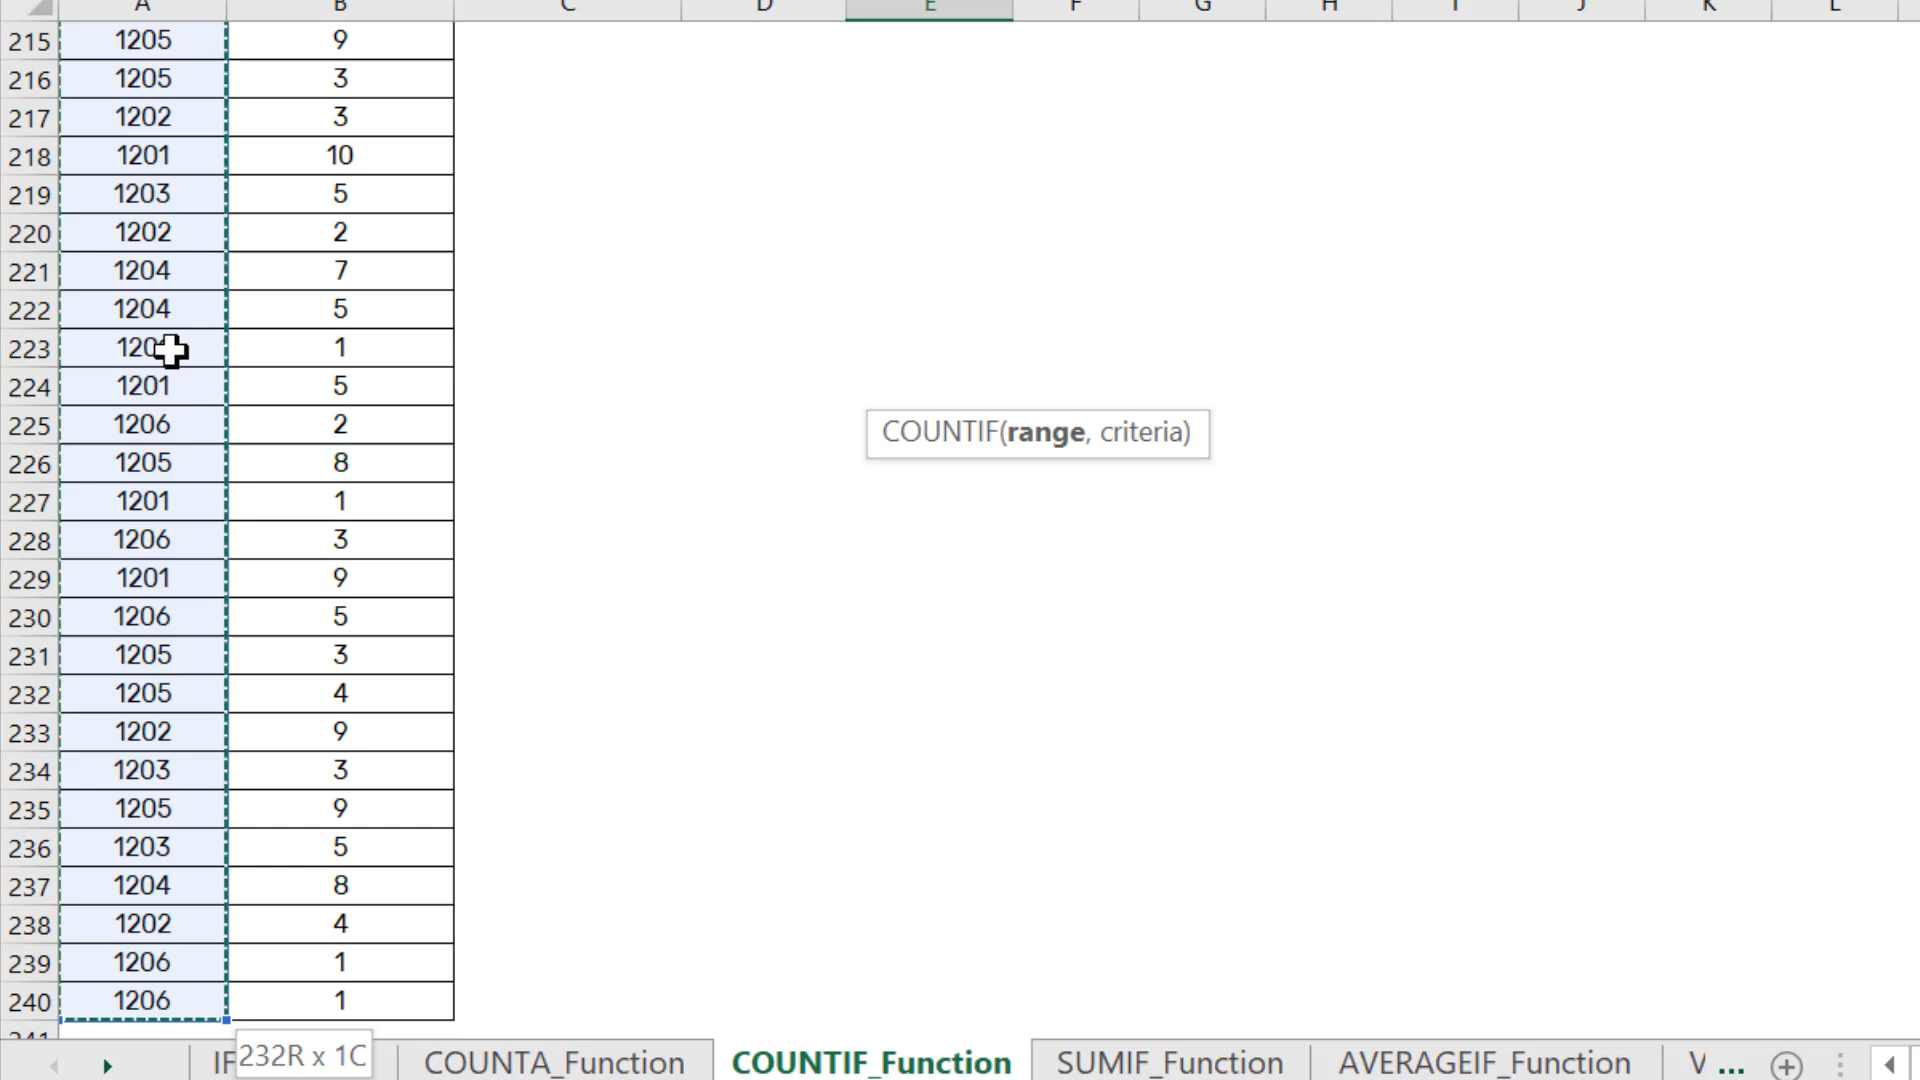 A B C D E F G H I J K L
215 1205 9
216 1205 3
217 1202 3
218 1201 10
219 1203 5
220 1202 2
221 1204 7
222 1204 5
223 120 1
224 1201 5
225 1206 2
COUNTIF(range, criteria)
226 1205 8
227 1201 1
228 1206 3
229 1201 9
230 1206 5
231 1205 3
232 1205 4
233 1202 9
234 1203 3
235 1205 9
236 1203 5
237 1204 8
238 1202 4
239 1206 1
240 1206 1
241
IF 232R x 1C COUNTA_Function COUNTIF_Function SUMIF_Function AVERAGEIF_Function V ...